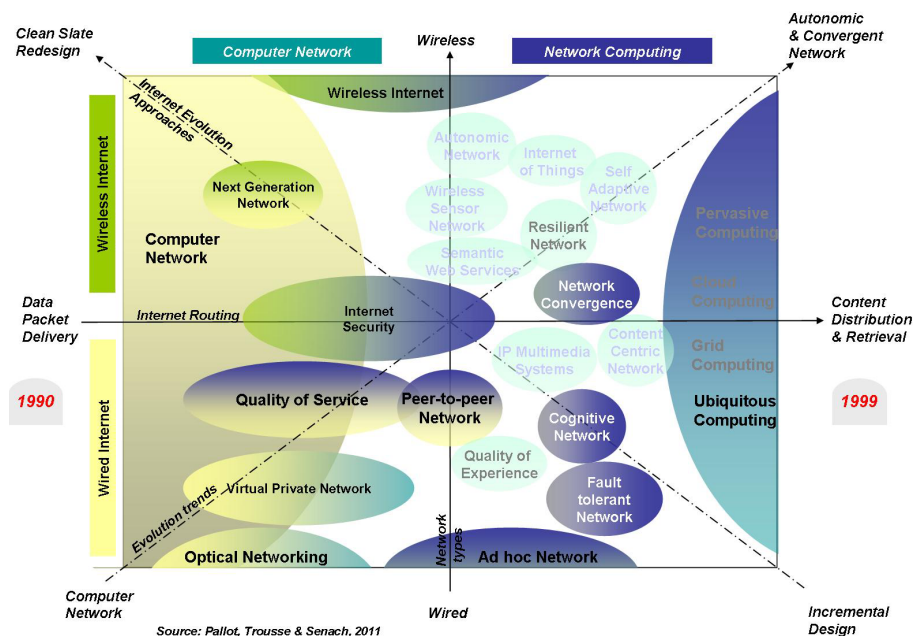 Clean Slate
Redesign
Computer Network
Wireless
Network Computing
Autonomic
& Convergent
Network
Internet Evolution
Approaches
Wireless Internet
Autonomic
Network
Internet
of Things
Self
Adaptive
Network
Next Generation
Network
Wireless
Sensor
Network
Resilient
Network
Pervasive
Computing
Wireless Internet
Computer
Network
Semantic
Web Services
Network
Convergence
Cloud
Computing
Data
Packet
Delivery
Internet Routing
Internet
Security
Content
Distribution
& Retrieval
IP Multimedia
Systems
Content
Centric
Network
Grid
Computing
1990
Quality of Service
Peer-to-peer
Network
Cognitive
Network
Ubiquitous
Computing
1999
Wired Internet
Quality of
Experience
Virtual Private Network
Fault
tolerant
Network
Evolution trends
Network
types
Optical Networking
Ad hoc Network
Computer
Network
Wired
Incremental
Design
Source: Pallot, Trousse & Senach, 2011